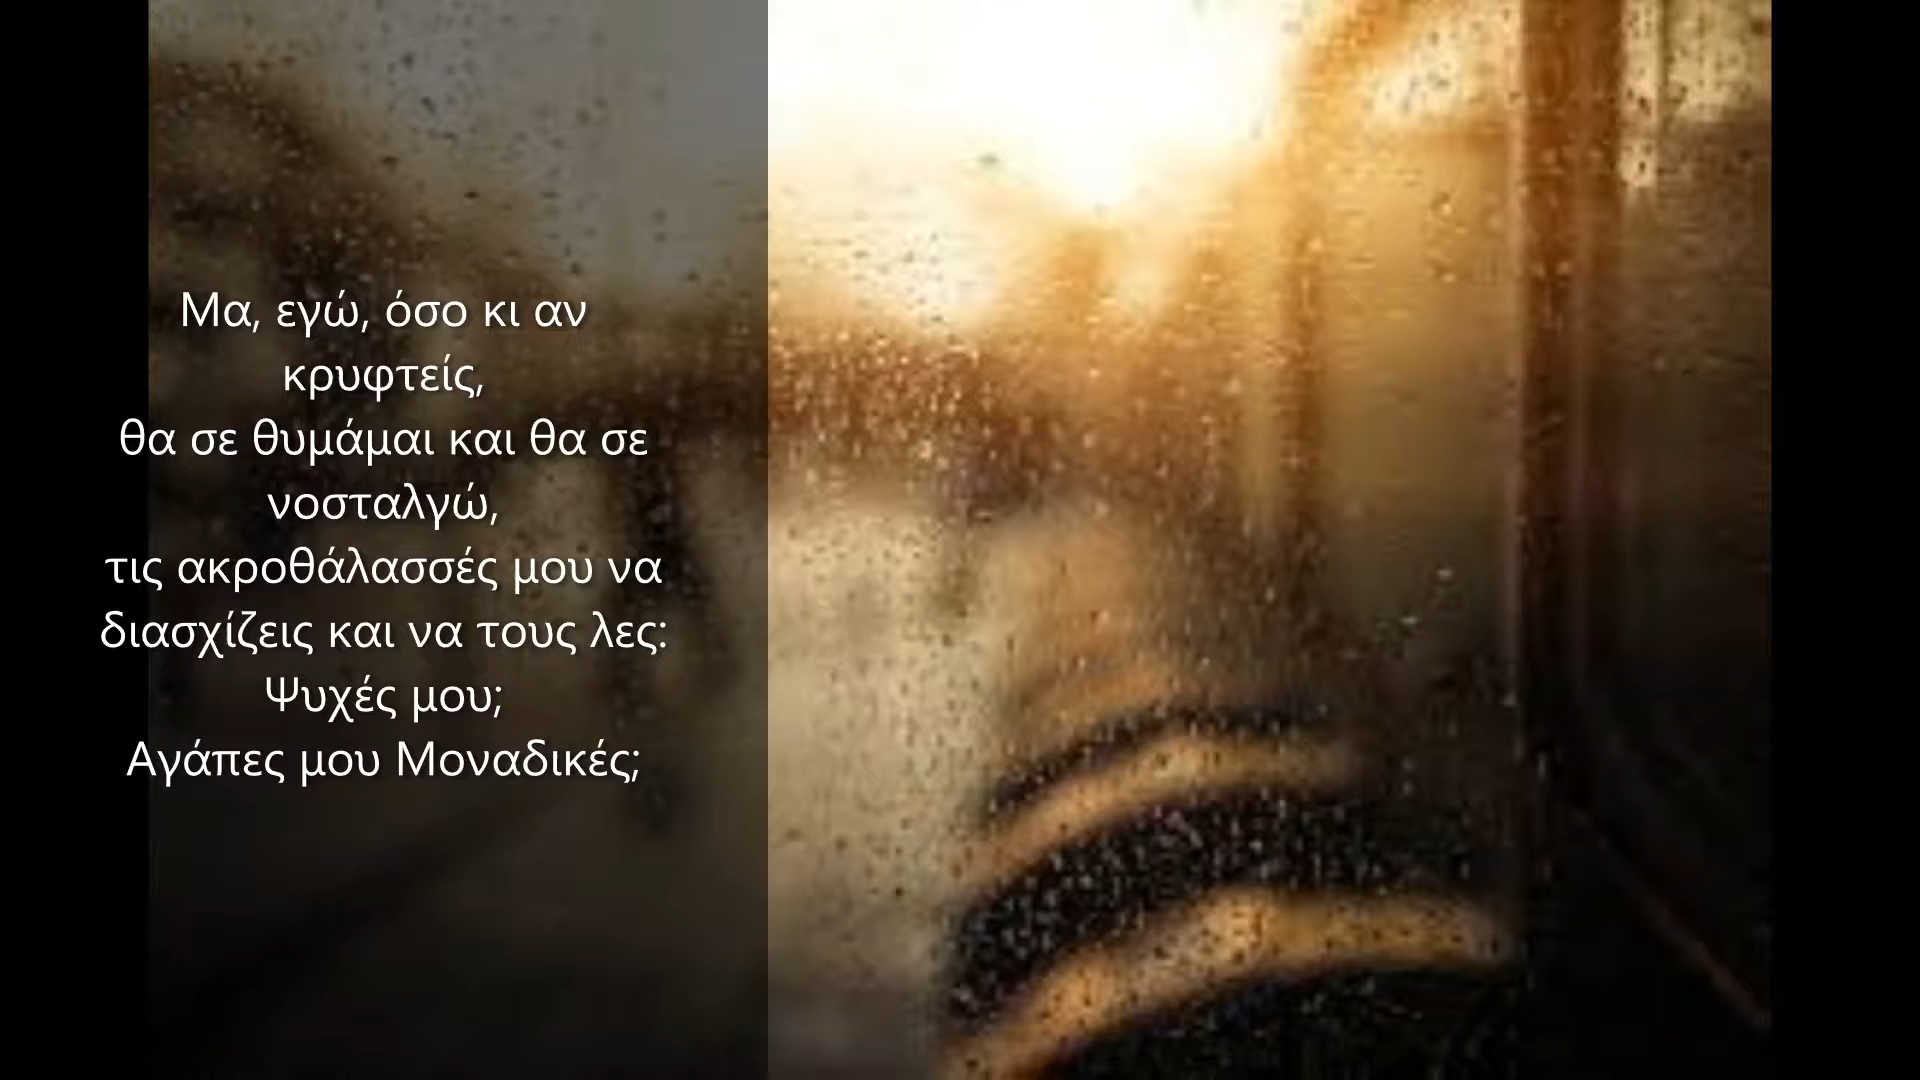 Μα, εγώ, όσο κι αν
κρυφτείς,
θα σε θυμάμαι και θα σε
νοσταλγώ,
τις ακροθάλασσές μου να
διασχίζεις και να τους λες:
Ψυχές μου;
Αγάπες μου Μοναδικές;